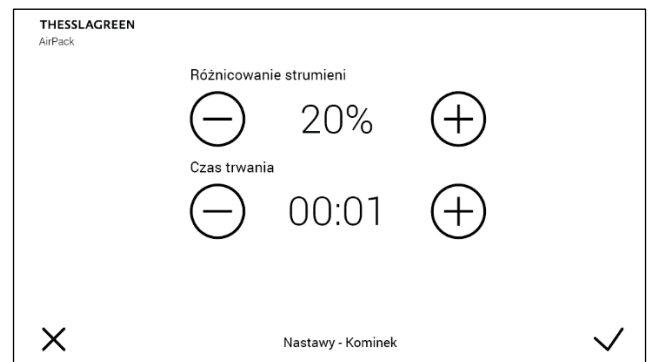 THESSLAGREEN
AirPack
Różnicowanie strumieni
20%
Czas trwania
00:01
Nastawy - Kominek